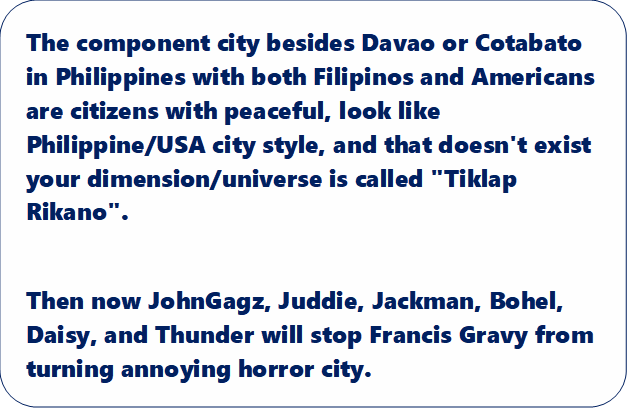 The component city besides Davao or Cotabato
in Philippines with both Filipinos and Americans
are citizens with peaceful, look like
Philippine/USA city style, and that doesn't exist
your dimension/universe is called "Tiklap
Rikano".
Then now JohnGagz, Juddie, Jackman, Bohel,
Daisy, and Thunder will stop Francis Gravy from
turning annoying horror city.